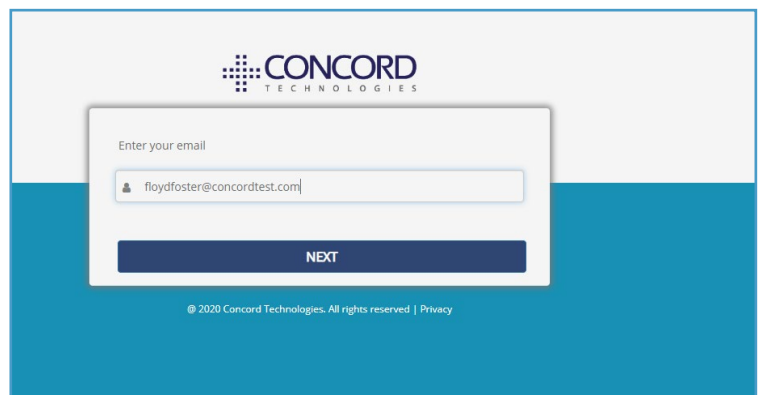 CONCORD
TECHNOLOGIES
Enter your email
floydfoster@concordtest.com
NEXT
@ 2020 Concord Technologies. All rights reserved | Privacy